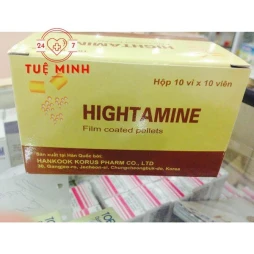 24 7
TUỆ MINH
Hộp 10 vỉ x 10 viên
HIGHTAMINE
Film coated pellets
Sản xuất tại Hàn Quốc bởi:
HANKOOK KORUS PHARM CO., LTD